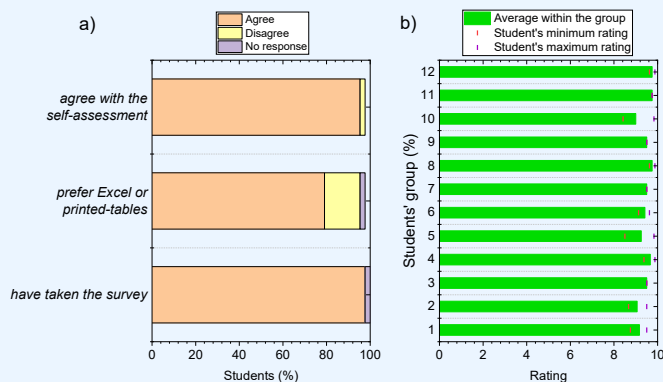 a)
Agree
Disagree
No response
agree with the
self-assessment
prefer Excel or
printed-tables
have taken the survey
0 20 40 60 80 100
Students (%)
b)
Average within the group
Student's minimum rating
Student's maximum rating
Students' group (%)
12
11
10
9
8
7
6
5
4
3
2
1
0 2 4 6 8 10
Rating